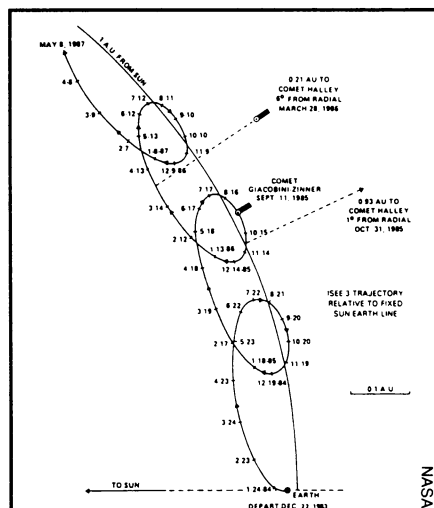 MAY 8, 1987
1 A.U. FROM SUN
4-8
3-9
2 7
7 12
8 11
6 12
9-10
5-13
10 10
1-8-87
11 9
12 9 86
4 13
0 21 AU TO
COMET HALLEY
6° FROM RADIAL
MARCH 28, 1986
COMET
GIACOBINI-ZINNER
SEPT. 11, 1985
3 14
2 12
7 17
8 16
6-17
5 18
10 15
1 13-86
11 14
12 14-85
4 18
3 19
0 93 AU TO
COMET HALLEY
1° FROM RADIAL
OCT 31, 1985
ISEE 3 TRAJECTORY
RELATIVE TO FIXED
SUN EARTH LINE
7-22
8-21
6 22
9-20
5 23
10 20
2 17
1 18-85
11 19
12 19-84
4 23
3 24
2 23
1 24-84
0 1 A U
TO SUN
EARTH
DEPART DEC. 22, 1983
NASA